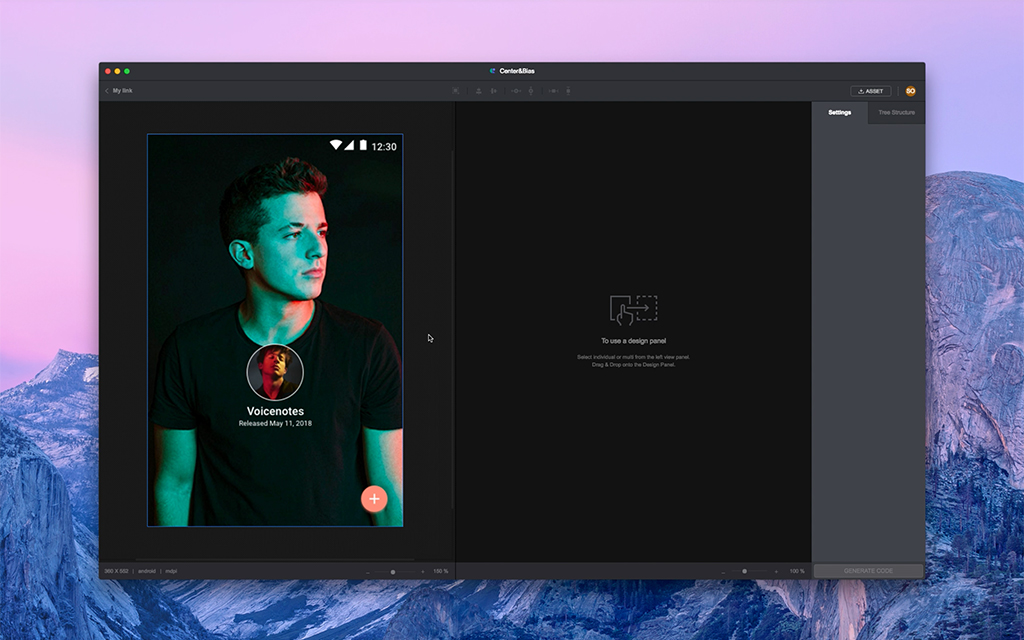 Center&Bias
My link
ASSET
SO
Settings
Tree Structure
12:30
To use a design panel
Select individual or multi from the left view panel.
Drag & Drop onto the Design Panel.
Voicenotes
Released May 11, 2018
+
360 X 552 | android | mdpi
100 %
100 %
GENERATE CODE